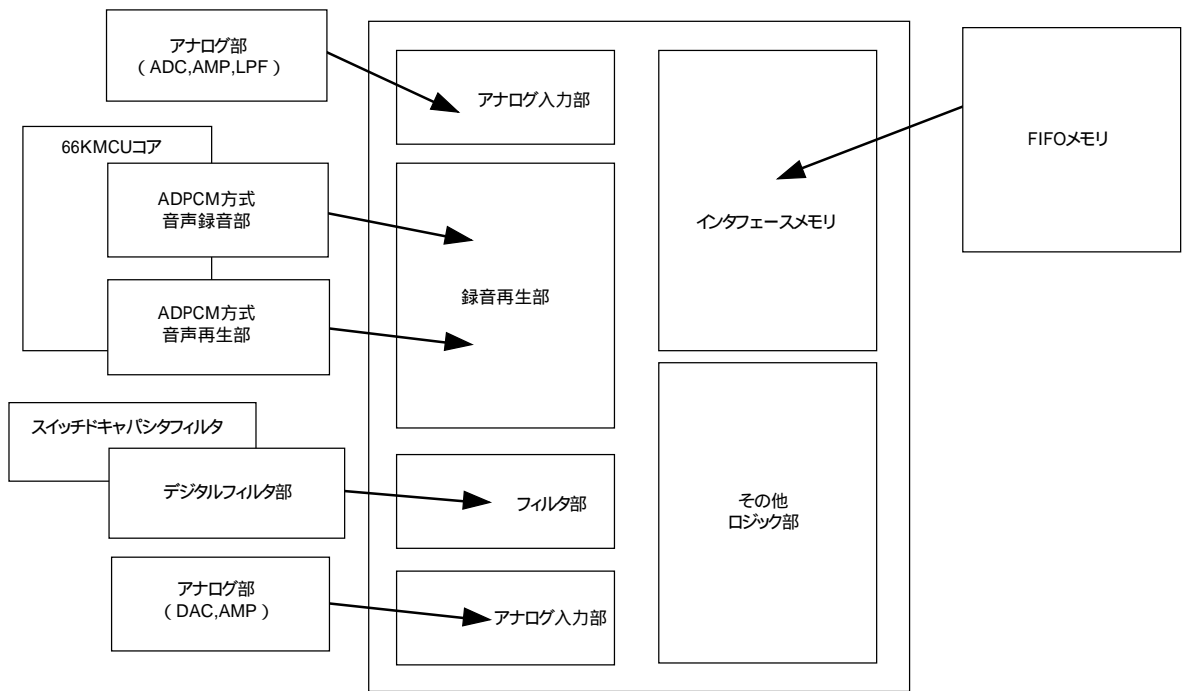 アナログ部
( ADC,AMP,LPF )
66KMCUコア
ADPCM方式
音声録音部
ADPCM方式
音声再生部
スイッチドキャパシタフィルタ
デジタルフィルタ部
アナログ部
( DAC,AMP )
アナログ入力部
録音再生部
フィルタ部
アナログ入力部
インタフェースメモリ
その他
ロジック部
FIFOメモリ